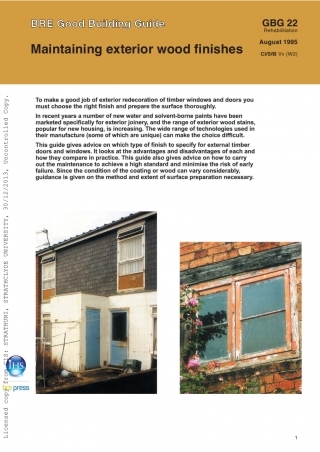 BRE Good Building Guide
GBG 22
Rehabilitation
August 1995
CI/SfB
Maintaining exterior wood finishes
To make a good job of exterior redecoration of timber windows and doors you
must choose the right finish and prepare the surface thoroughly.
In recent years a number of new water and solvent-borne paints have been
marketed specifically for exterior joinery, and the range of exterior wood stains,
popular for new housing, is increasing. The wide range of technologies used in
their manufacture (some of which are unique) can make the choice difficult.
This guide gives advice on which type of finish to specify for external timber
doors and windows. It looks at the advantages and disadvantages of each and
how they compare in practice. This guide also gives advice on how to carry
out the maintenance to achieve a high standard and minimise the risk of early
failure. Since the condition of the coating or wood can vary considerably,
guidance is given on the method and extent of surface preparation necessary.
Licensed copy from CIS: STRATHUNI, STRATHCLYDE UNIVERSITY, 30/12/2013, Uncontrolled Copy.
IHS
press
1